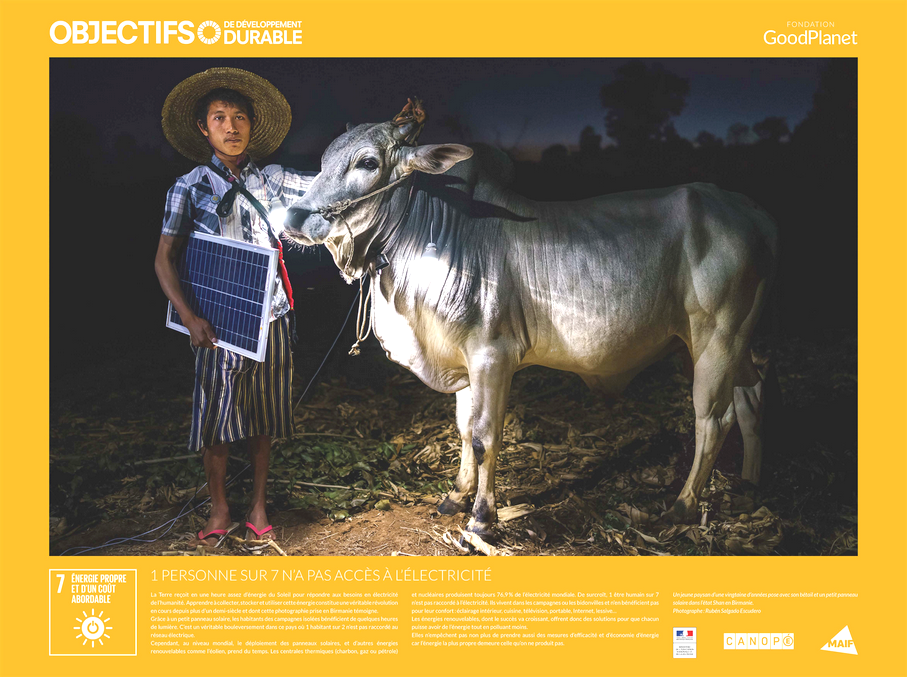 OBJECTIFS DE DÉVELOPPEMENT
DURABLE
FONDATION
GoodPlanet
7 ÉNERGIE PROPRE
ET D'UN COÛT
ABORDABLE
1 PERSONNE SUR 7 N'A PAS ACCÈS À L'ÉLECTRICITÉ
La Terre reçoit en une heure assez d'énergie du Soleil pour répondre aux besoins en électricité
de l'humanité. Apprendre à collecter, stocker et utiliser cette énergie constitue une véritable révolution
en cours depuis plus d'un demi-siècle et dont cette photographie prise en Birmanie témoigne.
Grâce à un petit panneau solaire, les habitants des campagnes isolées bénéficient de quelques heures
de lumière. C'est un véritable bouleversement dans ce pays où 1 habitant sur 2 n'est pas raccordé au
réseau électrique.
Cependant, au niveau mondial, le déploiement des panneaux solaires, et d'autres énergies
renouvelables comme l'éolien, prend du temps. Les centrales thermiques (charbon, gaz ou pétrole)
et nucléaires produisent toujours 76,9 % de l'électricité mondiale. De surcroît, 1 être humain sur 7
n'est pas raccordé à l'électricité. Ils vivent dans les campagnes ou les bidonvilles et n'en bénéficient pas
pour leur confort : éclairage intérieur, cuisine, télévision, portable, internet, lessive...
Les énergies renouvelables, dont le succès va croissant, offrent donc des solutions pour que chacun
puisse avoir de l'énergie tout en polluant moins.
Elles n'empêchent pas non plus de prendre aussi des mesures d'efficacité et d'économie d'énergie
car l'énergie la plus propre demeure celle qu'on ne produit pas.
Un jeune paysan d'une vingtaine d'années pose avec son bétail et un petit panneau
solaire dans l'état Shan en Birmanie.
Photographe: Rubén Salgado Escudero
CANOPÉ
MAIF